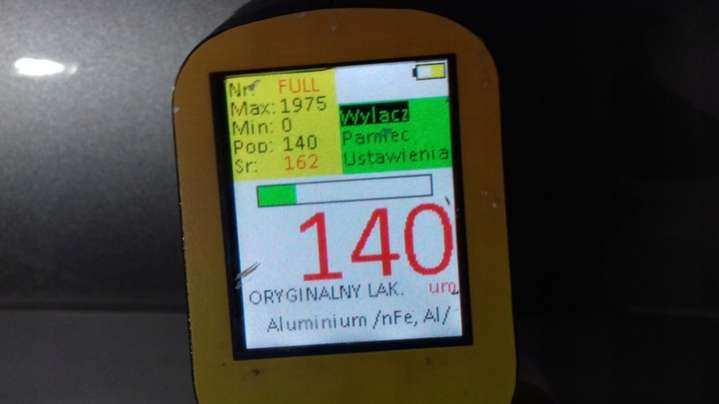 Nr: FULL
Max: 1975
Min: 0
Pop: 140
Sr: 162
Wylacz
Pamiec
Ustawienia
140
um
ORYGINALNY LAK.
Aluminium /nFe, Al/